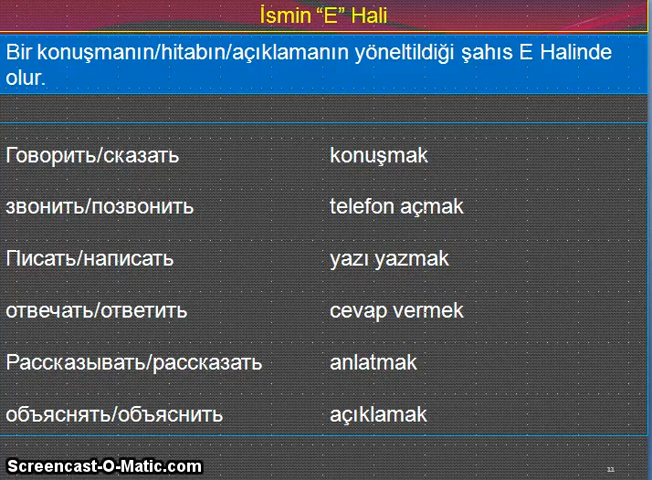 İsmin “E” Hali
Bir konuşmanın/hitabın/açıklamanın yöneltildiği şahıs E Halinde
olur.
Говорить/сказать konuşmak
звонить/позвонить telefon açmak
Писать/написать yazı yazmak
отвечать/ответить cevap vermek
Рассказывать/рассказать anlatmak
объяснять/объяснить açıklamak
Screencast-O-Matic.com
11